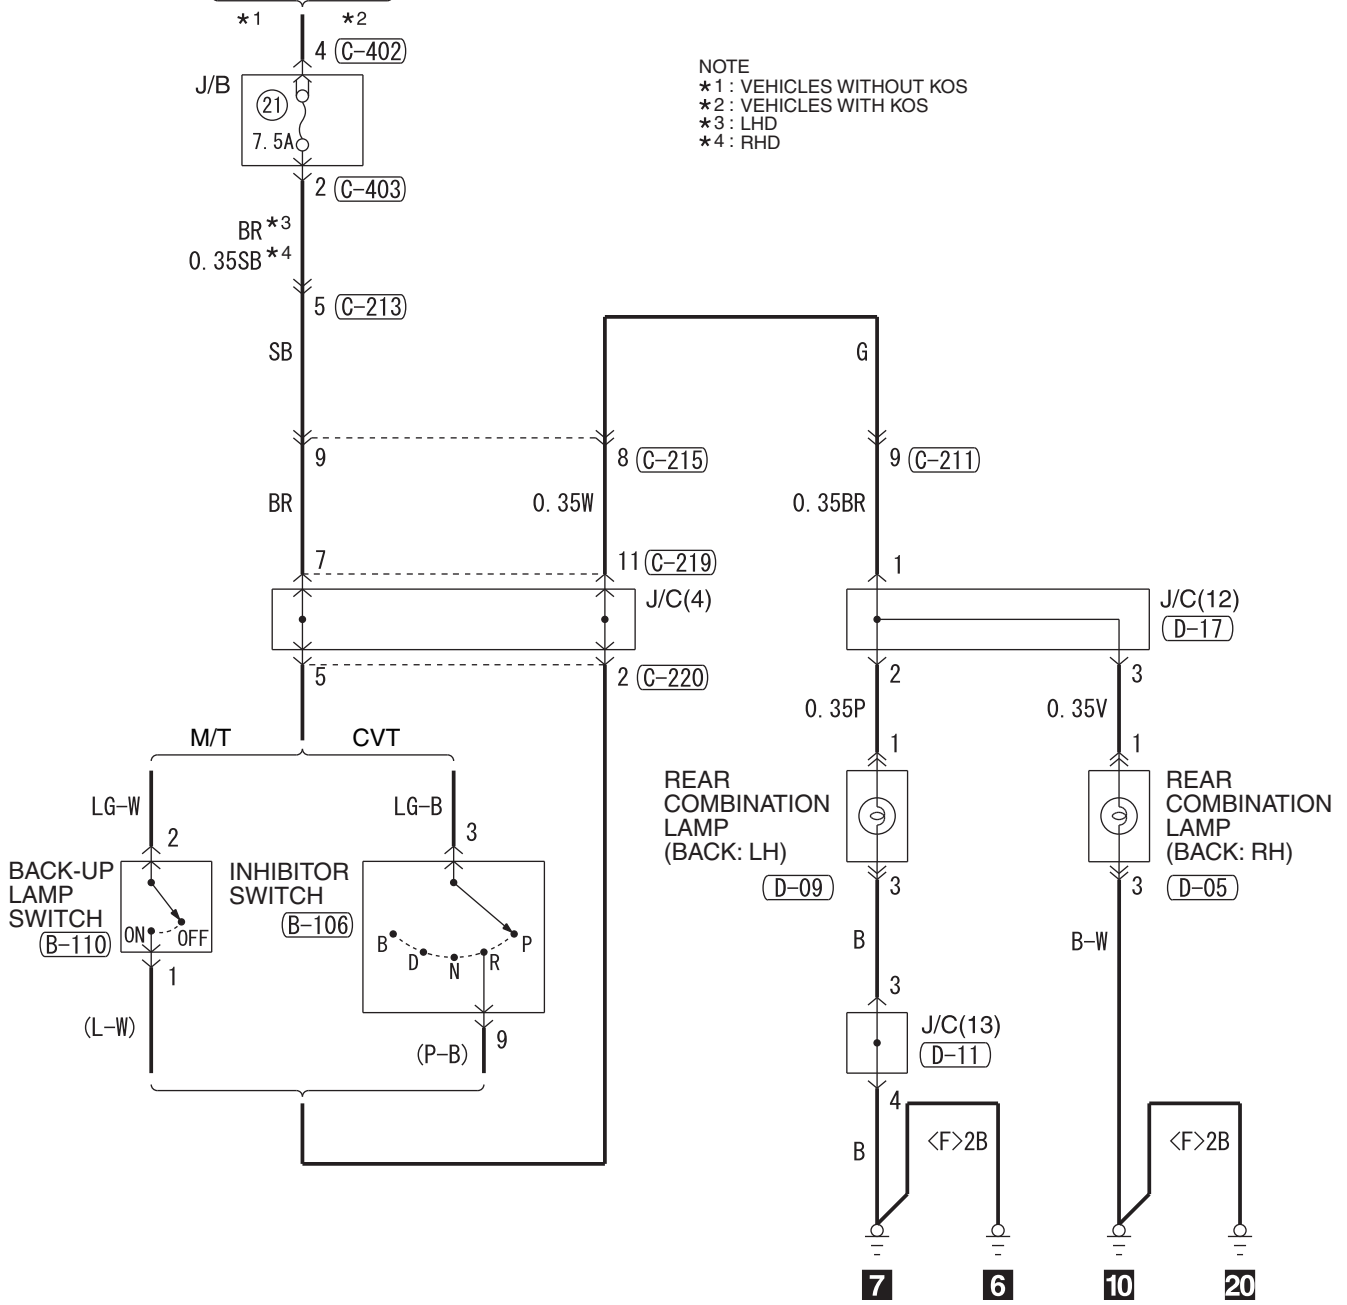 *1 *2
4 (C-402)
J/B
21
7.5A
2 (C-403)
NOTE
*1 : VEHICLES WITHOUT KOS
*2 : VEHICLES WITH KOS
*3 : LHD
*4 : RHD
BR*3
0.35SB*4
5 (C-213)
SB
G
9
8 (C-215)
9 (C-211)
BR
0.35W
0.35BR
7
11 (C-219)
1
J/C(4)
J/C(12)
D-17
5
2 (C-220)
2
3
0.35P
0.35V
M/T
CVT
1
1
LG-W
LG-B
REAR
COMBINATION
LAMP
(BACK: LH)
REAR
COMBINATION
LAMP
(BACK: RH)
2
3
BACK-UP
LAMP
SWITCH
B-110
INHIBITOR
SWITCH
B-106
D-09
3
3
D-05
ON
OFF
B
D
N
R
P
B
B-W
1
3
(L-W)
9
(P-B)
J/C(13)
D-11
4
B
<F>2B
<F>2B
7
6
10
20